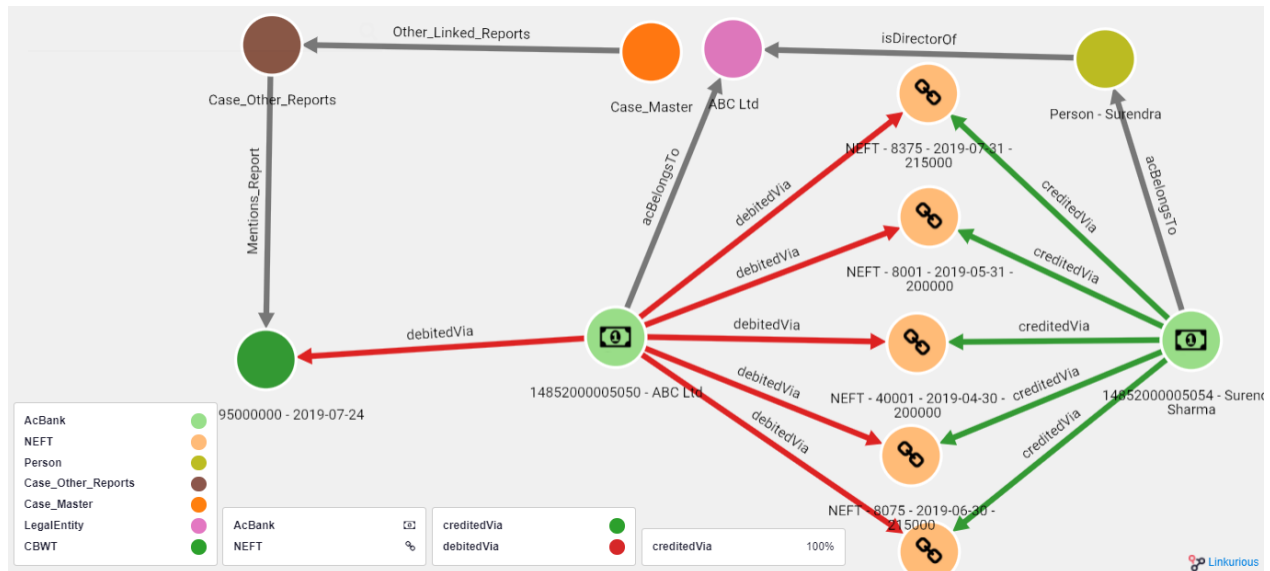 Other_Linked_Reports
isDirectorOf
Case_Other_Reports
Case_Master
ABC Ltd
Person - Surendra
NEFT - 8375 - 2019-07-31 -
215000
Mentions_Report
acBelongsTo
debitedVia
creditedVia
acBelongsTo
debitedVia
creditedVia
NEFT - 8001 - 2019-05-31 -
200000
debitedVia
debitedVia
creditedVia
14852000005050 - ABC Ltd
debitedVia
creditedVia
14852000005054 - Surend
Sharma
NEFT - 40001 - 2019-04-30 -
200000
95000000 - 2019-07-24
debitedVia
creditedVia
NEFT - 8075 - 2019-06-30 -
215000
AcBank
NEFT
Person
Case_Other_Reports
Case_Master
LegalEntity
CBWT
AcBank
NEFT
creditedVia
debitedVia
creditedVia 100%
Linkurious